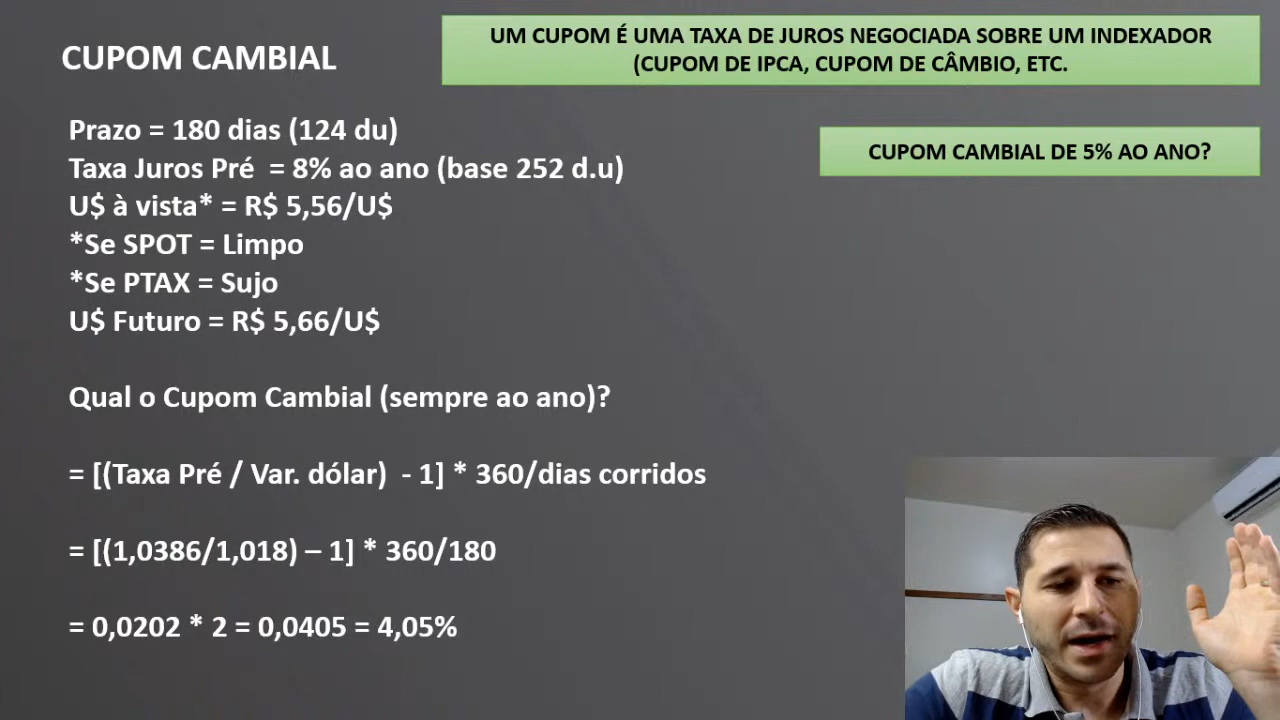 CUPOM CAMBIAL
UM CUPOM É UMA TAXA DE JUROS NEGOCIADA SOBRE UM INDEXADOR
(CUPOM DE IPCA, CUPOM DE CÂMBIO, ETC.
Prazo = 180 dias (124 du)
Taxa Juros Pré = 8% ao ano (base 252 d.u)
U$ à vista* = R$ 5,56/U$
*Se SPOT = Limpo
*Se PTAX = Sujo
U$ Futuro = R$ 5,66/U$
CUPOM CAMBIAL DE 5% AO ANO?
Qual o Cupom Cambial (sempre ao ano)?
= [(Taxa Pré / Var. dólar) - 1] * 360/dias corridos
= [(1,0386/1,018) – 1] * 360/180
= 0,0202 * 2 = 0,0405 = 4,05%